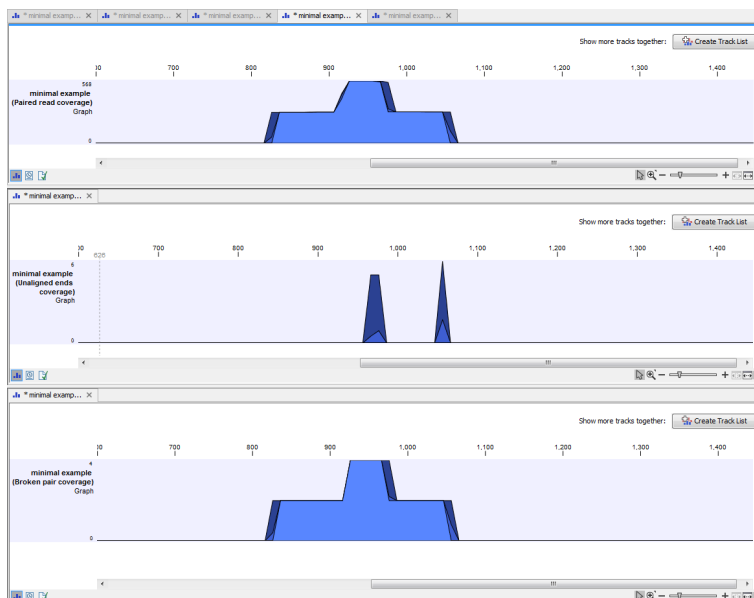 * minimal examp...
* minimal examp...
* minimal examp...
* minimal examp...
* minimal examp...
Show more tracks together: Create Track List
700 800 900 1,000 1,100 1,200 1,300 1,400
568
minimal example
(Paired read coverage)
Graph
0
* minimal examp...
Show more tracks together: Create Track List
626
700 800 900 1,000 1,100 1,200 1,300 1,400
6
minimal example
(Unaligned ends
coverage)
Graph
0
* minimal examp...
Show more tracks together: Create Track List
700 800 900 1,000 1,100 1,200 1,300 1,400
4
minimal example
(Broken pair coverage)
Graph
0